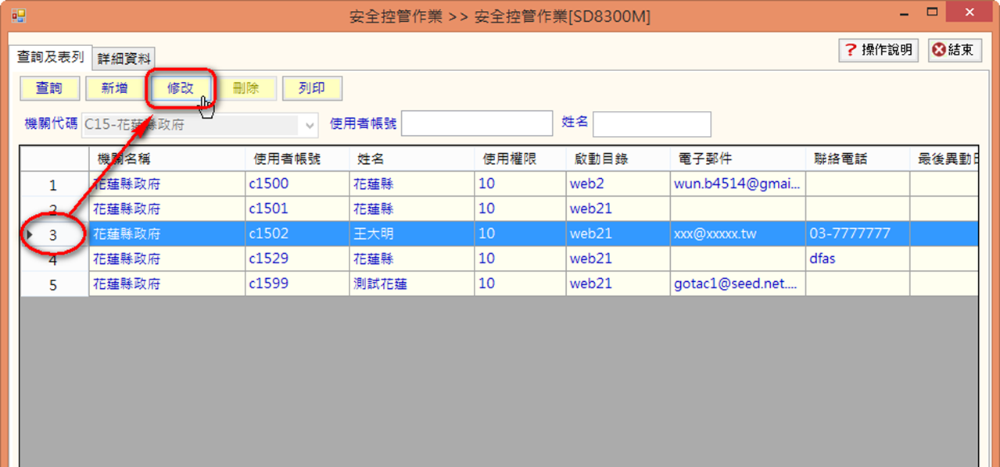 安全控管作業 >> 安全控管作業[SD8300M]
查詢及表列 詳細資料 ? 操作說明 結束
查詢 新增 修改 刪除 列印
機關代碼 C15-花蓮縣政府 使用者帳號 姓名
機關名稱 使用者帳號 姓名 使用權限 啟動目錄 電子郵件 聯絡電話 最後異動日
1 花蓮縣政府 c1500 花蓮縣 10 web2 wun.b4514@gmai...
2 花蓮縣政府 c1501 花蓮縣 10 web21
3 花蓮縣政府 c1502 王大明 10 web21 xxx@xxxxx.tw 03-7777777
4 花蓮縣政府 c1529 花蓮縣 10 web21 dfas
5 花蓮縣政府 c1599 測試花蓮 10 web21 gotac1@seed.net....